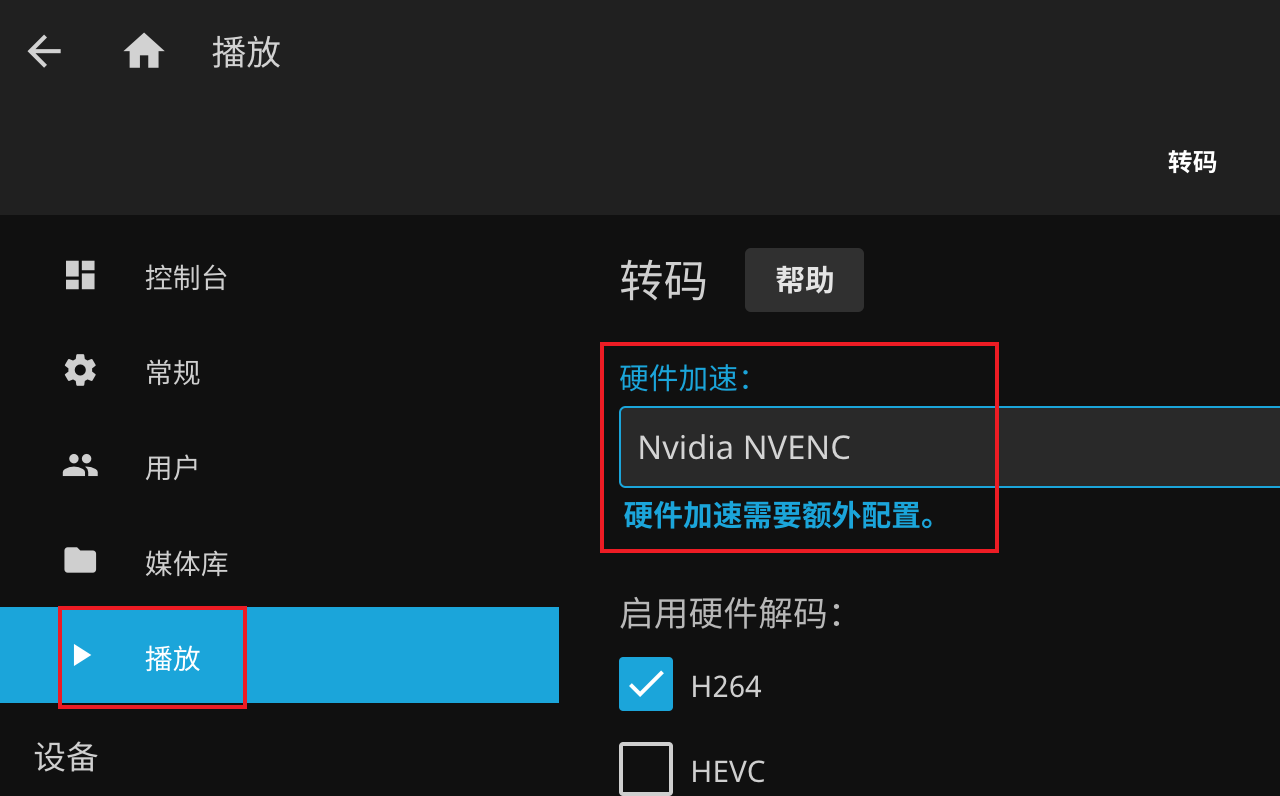 播放
转码
控制台
常规
用户
媒体库
播放
设备
转码
帮助
硬件加速：
Nvidia NVENC
硬件加速需要额外配置。
启用硬件解码：
H264
HEVC